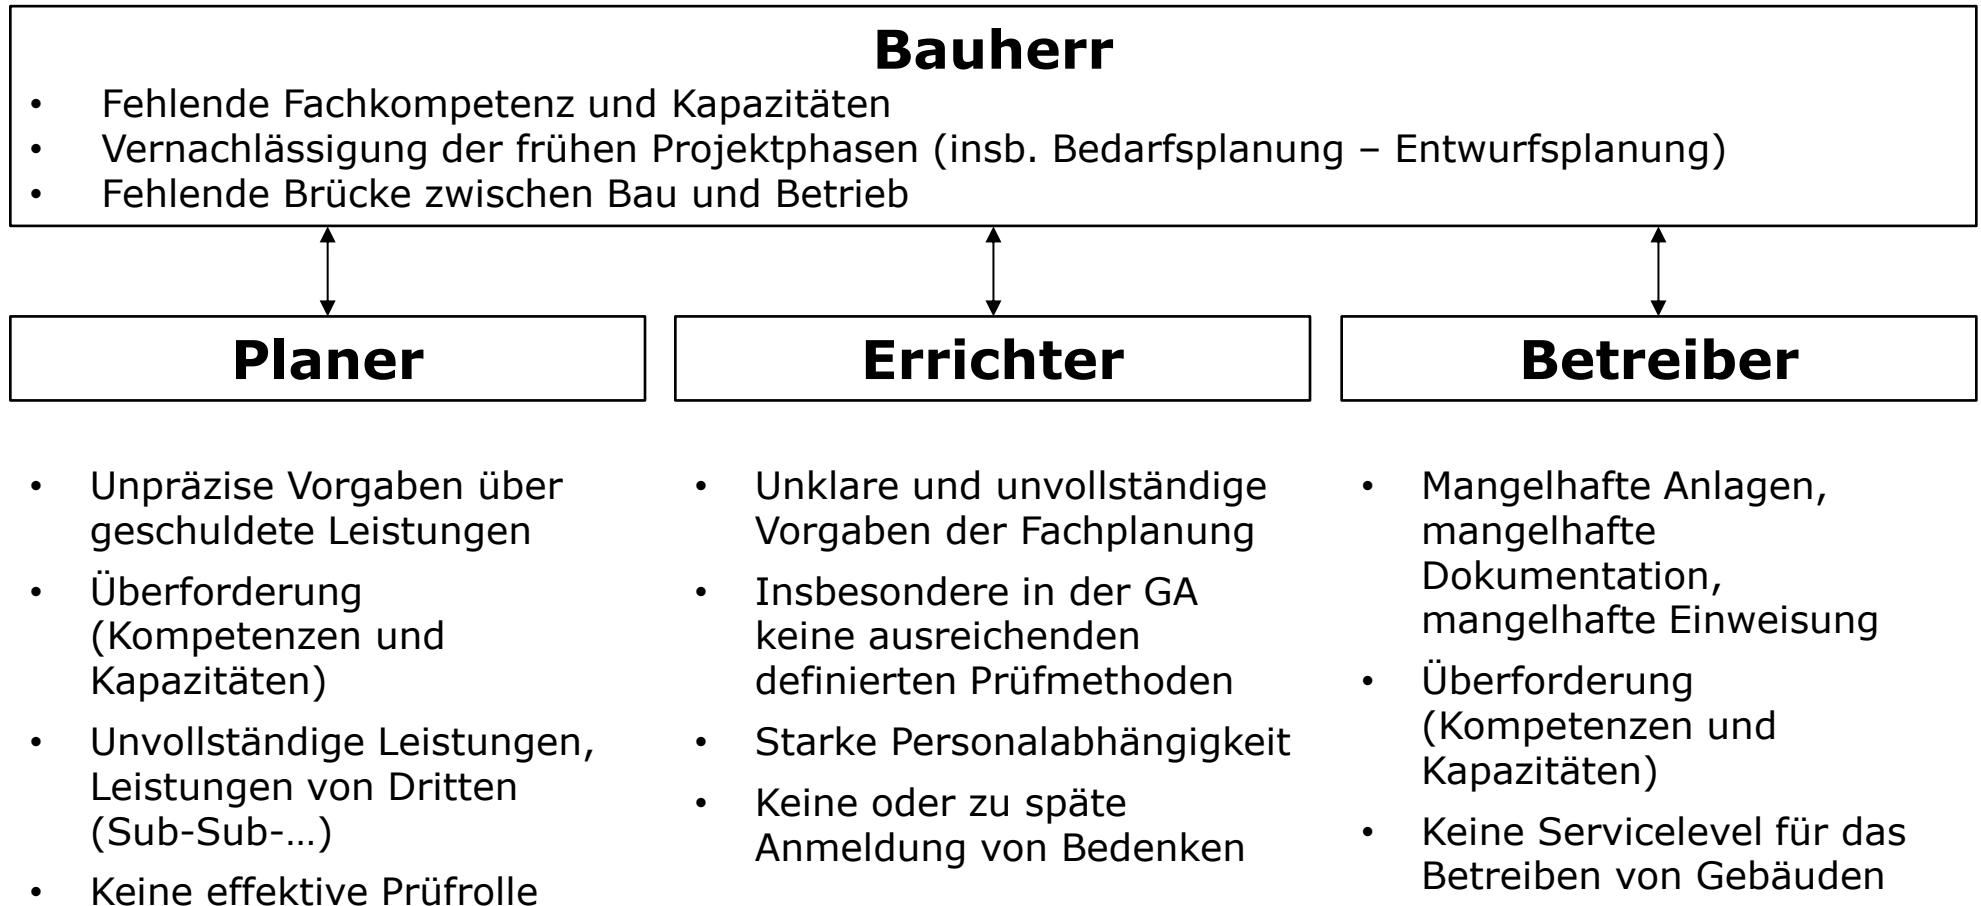 Bauherr
• Fehlende Fachkompetenz und Kapazitäten
• Vernachlässigung der frühen Projektphasen (insb. Bedarfsplanung – Entwurfsplanung)
• Fehlende Brücke zwischen Bau und Betrieb
Planer
• Unpräzise Vorgaben über
geschuldete Leistungen
• Überforderung
(Kompetenzen und
Kapazitäten)
• Unvollständige Leistungen,
Leistungen von Dritten
(Sub-Sub-…)
• Keine effektive Prüfrolle
Errichter
• Unklare und unvollständige
Vorgaben der Fachplanung
• Insbesondere in der GA
keine ausreichenden
definierten Prüfmethoden
• Starke Personalabhängigkeit
• Keine oder zu späte
Anmeldung von Bedenken
Betreiber
• Mangelhafte Anlagen,
mangelhafte
Dokumentation,
mangelhafte Einweisung
• Überforderung
(Kompetenzen und
Kapazitäten)
• Keine Servicelevel für das
Betreiben von Gebäuden